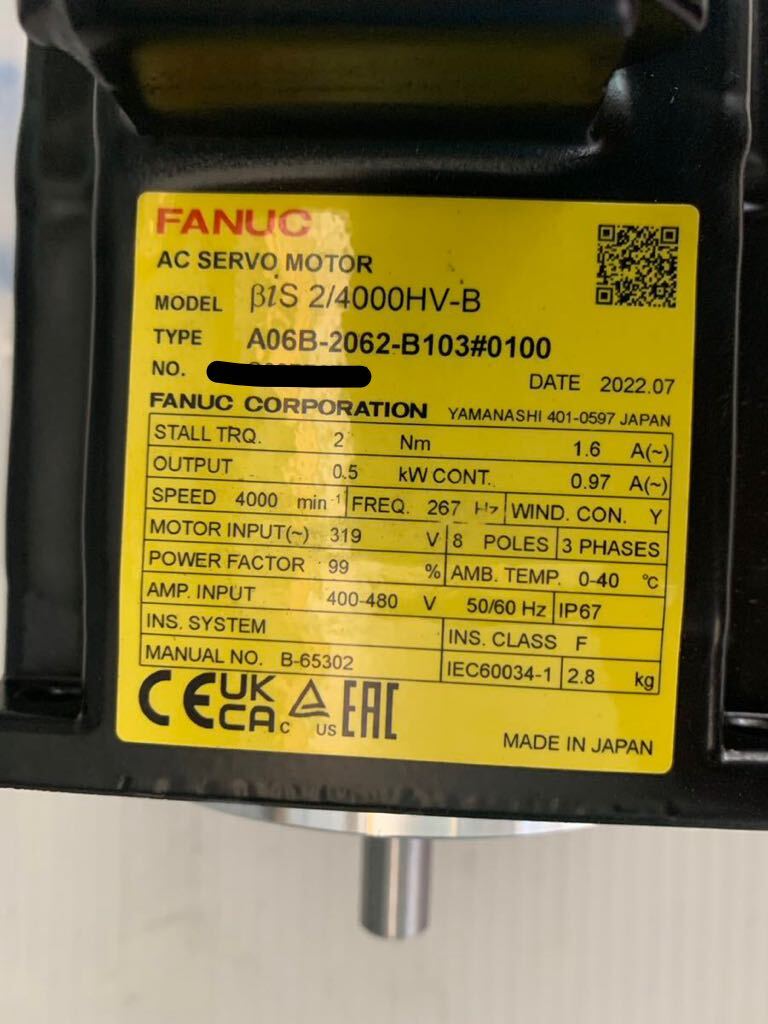 FANUC
AC SERVO MOTOR
MODEL βiS 2/4000HV-B
TYPE A06B-2062-B103#0100
NO.
DATE 2022.07
FANUC CORPORATION YAMANASHI 401-0597 JAPAN
STALL TRQ. 2 Nm 1.6 A(~)
OUTPUT 0.5 kW CONT. 0.97 A(~)
SPEED 4000 min⁻¹ FREQ. 267 Hz WIND. CON. Y
MOTOR INPUT(~) 319 V 8 POLES 3 PHASES
POWER FACTOR 99 % AMB. TEMP. 0-40 ℃
AMP. INPUT 400-480 V 50/60 Hz IP67
INS. SYSTEM INS. CLASS F
MANUAL NO. B-65302 IEC60034-1 2.8 kg
CE UK CA C US EAC
MADE IN JAPAN